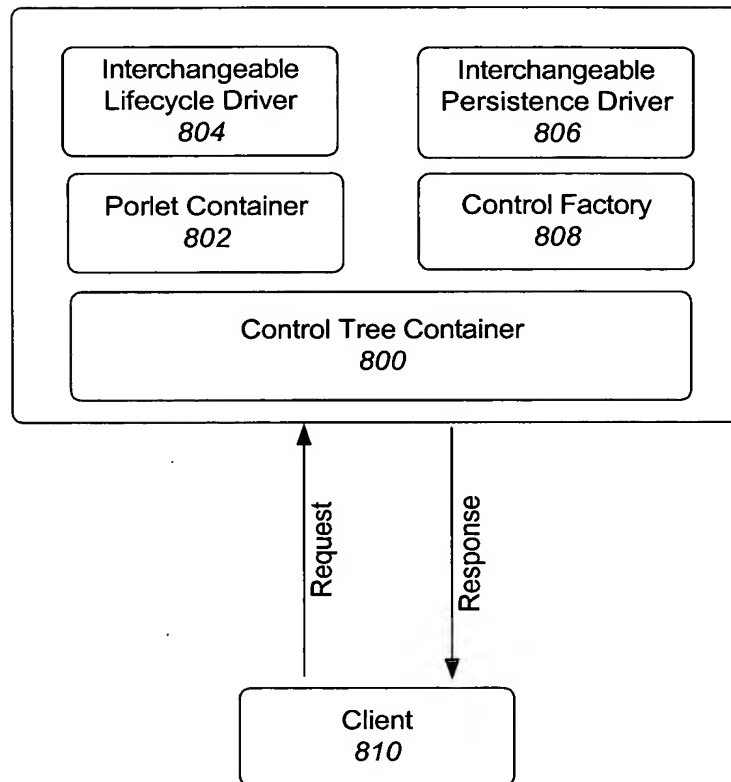 Interchangeable
Lifecycle Driver
804
Interchangeable
Persistence Driver
806
Porlet Container
802
Control Factory
808
Control Tree Container
800
Request
Response
Client
810